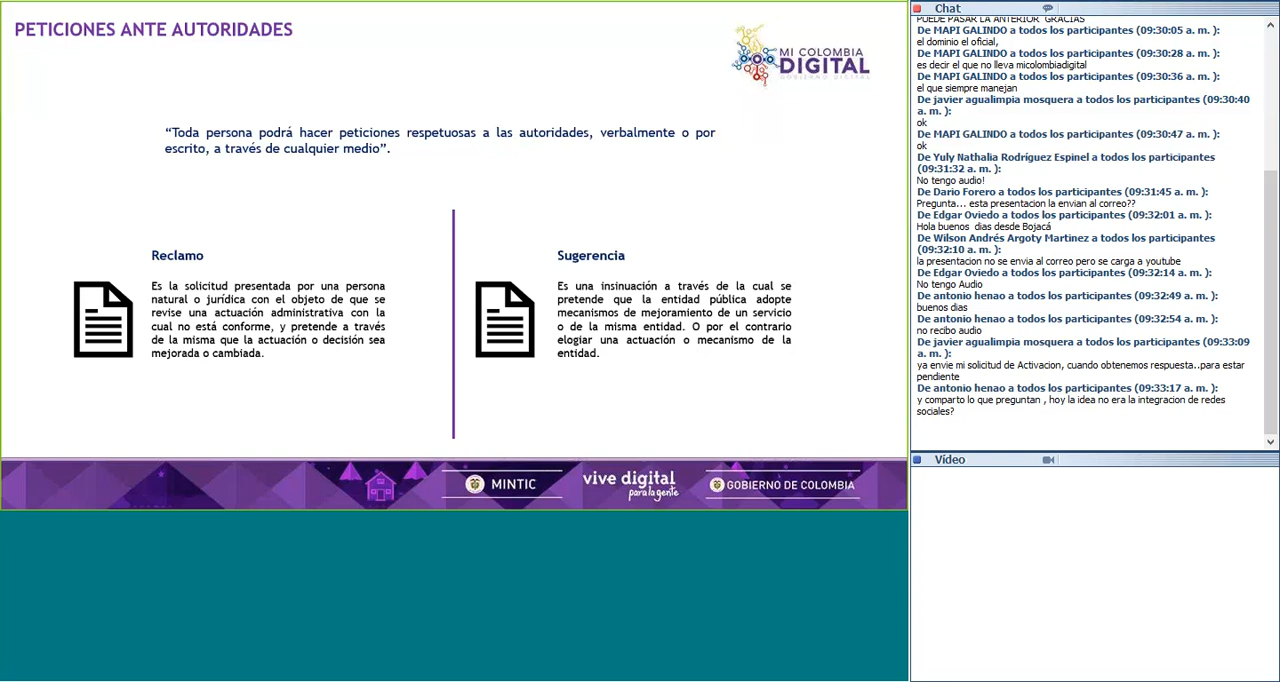 PETICIONES ANTE AUTORIDADES
MI COLOMBIA
DIGITAL
GOBIERNO DIGITAL
“Toda persona podrá hacer peticiones respetuosas a las autoridades, verbalmente o por
escrito, a través de cualquier medio”.
Reclamo
Es la solicitud presentada por una persona
natural o jurídica con el objeto de que se
revise una actuación administrativa con la
cual no está conforme, y pretende a través
de la misma que la actuación o decisión sea
mejorada o cambiada.
Sugerencia
Es una insinuación a través de la cual se
pretende que la entidad pública adopte
mecanismos de mejoramiento de un servicio
o de la misma entidad. O por el contrario
elogiar una actuación o mecanismo de la
entidad.
MINTIC
vive digital
para la gente
GOBIERNO DE COLOMBIA
Chat
PUEDE PASAR LA ANTERIOR GRACIAS
De MAPI GALINDO a todos los participantes (09:30:05 a. m. ):
el dominio el oficial,
De MAPI GALINDO a todos los participantes (09:30:28 a. m. ):
es decir el que no lleva micolombiadigital
De MAPI GALINDO a todos los participantes (09:30:36 a. m. ):
el que siempre manejan
De javier agualimpia mosquera a todos los participantes (09:30:40
a. m. ):
ok
De MAPI GALINDO a todos los participantes (09:30:47 a. m. ):
ok
De Yuly Nathalia Rodríguez Espinel a todos los participantes
(09:31:32 a. m. ):
No tengo audio!
De Dario Forero a todos los participantes (09:31:45 a. m. ):
Pregunta... esta presentacion la envian al correo??
De Edgar Oviedo a todos los participantes (09:32:01 a. m. ):
Hola buenos dias desde Bojacá
De Wilson Andrés Argoty Martinez a todos los participantes
(09:32:10 a. m. ):
la presentacion no se envia al correo pero se carga a youtube
De Edgar Oviedo a todos los participantes (09:32:14 a. m. ):
No tengo Audio
De antonio henao a todos los participantes (09:32:49 a. m. ):
buenos dias
De antonio henao a todos los participantes (09:32:54 a. m. ):
no recibo audio
De javier agualimpia mosquera a todos los participantes (09:33:09
a. m. ):
ya envie mi solicitud de Activacion, cuando obtenemos respuesta..para estar
pendiente
De antonio henao a todos los participantes (09:33:17 a. m. ):
y comparto lo que preguntan , hoy la idea no era la integracion de redes
sociales?
Vídeo